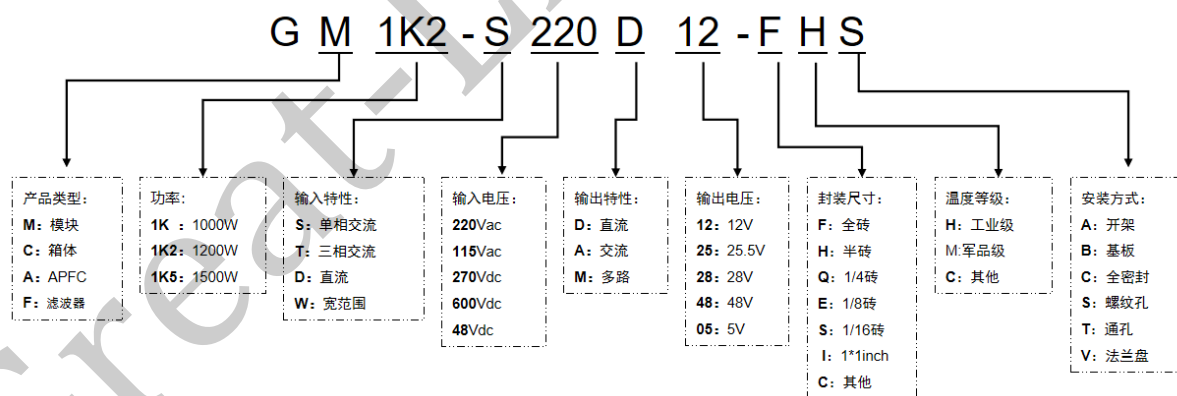 GM 1K2-S220D 12-FHS
产品类型：
M：模块
C：箱体
A：APFC
F：滤波器
功率：
1K ：1000W
1K2：1200W
1K5：1500W
输入特性：
S：单相交流
T：三相交流
D：直流
W：宽范围
输入电压：
220Vac
115Vac
270Vdc
600Vdc
48Vdc
输出特性：
D：直流
A：交流
M：多路
输出电压：
12：12V
25：25.5V
28：28V
48：48V
05：5V
封装尺寸：
F：全砖
H：半砖
Q：1/4砖
E：1/8砖
S：1/16砖
I：1*1inch
C：其他
温度等级：
H：工业级
M:军品级
C：其他
安装方式：
A：开架
B：基板
C：全密封
S：螺纹孔
T：通孔
V：法兰盘